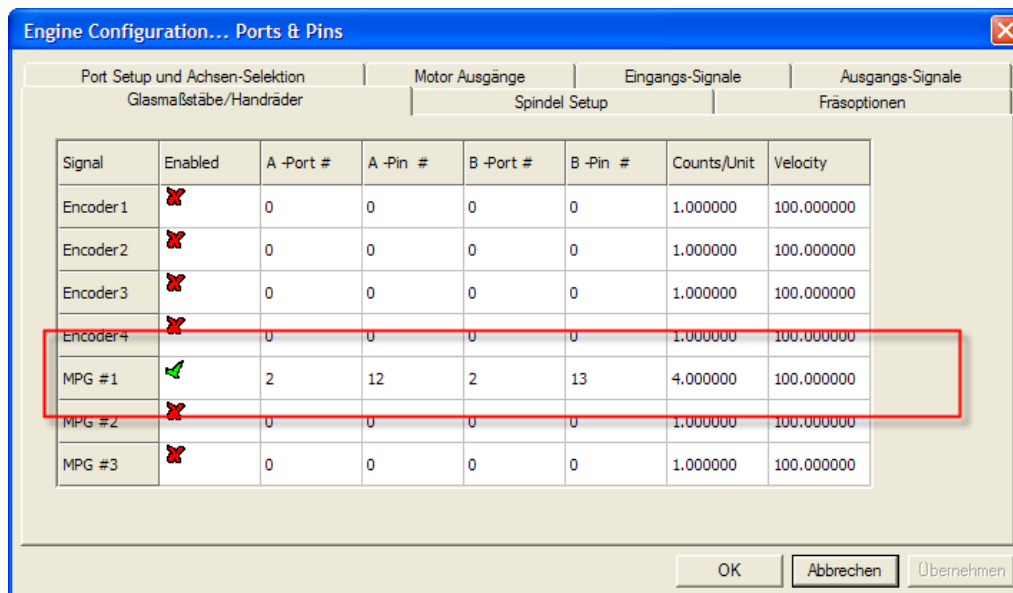 Engine Configuration... Ports & Pins
Port Setup und Achsen-Selektion Motor Ausgänge Eingangs-Signale Ausgangs-Signale
Glasmaßstäbe/Handräder Spindel Setup Fräsoptionen
Signal Enabled A -Port # A -Pin # B -Port # B -Pin # Counts/Unit Velocity
Encoder1 0 0 0 0 1.000000 100.000000
Encoder2 0 0 0 0 1.000000 100.000000
Encoder3 0 0 0 0 1.000000 100.000000
Encoder4 0 0 0 0 1.000000 100.000000
MPG #1 2 12 2 13 4.000000 100.000000
MPG #2 0 0 0 0 1.000000 100.000000
MPG #3 0 0 0 0 1.000000 100.000000
OK Abbrechen Übernehmen